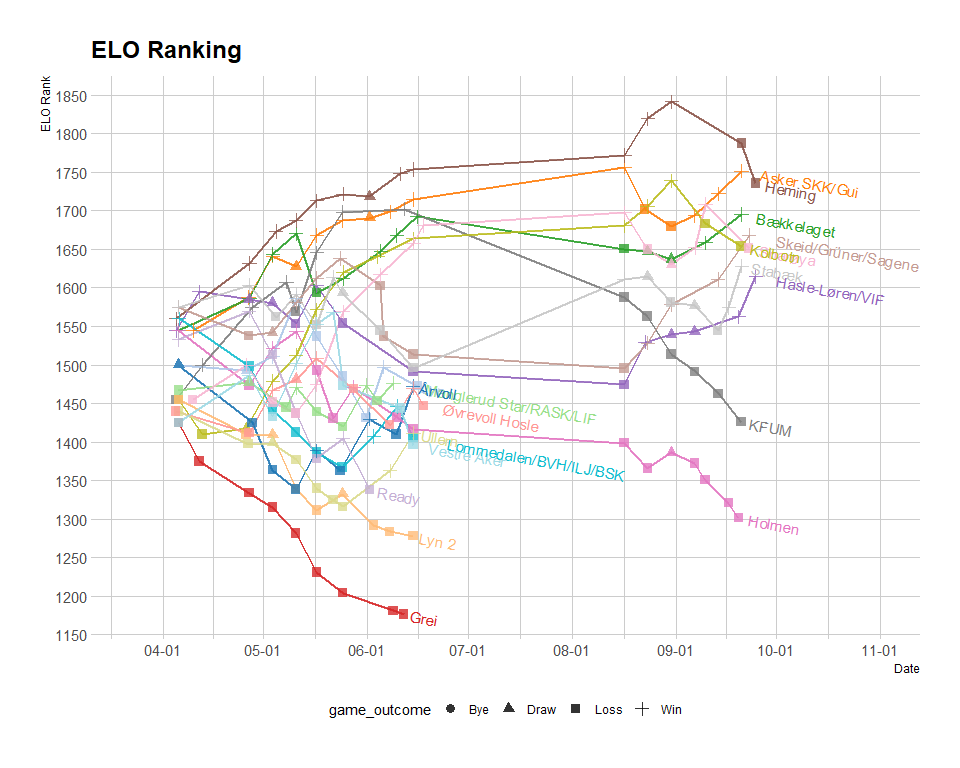 ELO Ranking
ELO Rank
1850
1800
1750
1700
1650
1600
1550
1500
1450
1400
1350
1300
1250
1200
1150
Asker SKK/Gui
Heming
Bækkelaget
Skeid/Grüner/Sagene
Kolbotn
Stabæk
Hasle-Løren/VIF
Årvoll
Øvrevoll Hosle
KFUM
Ullern
Lommedalen/BVH/ILJ/BSK
Vestre Aker
Ready
Holmen
Lyn 2
Grei
04-01
05-01
06-01
07-01
08-01
09-01
10-01
11-01
Date
game_outcome
Bye
Draw
Loss
Win